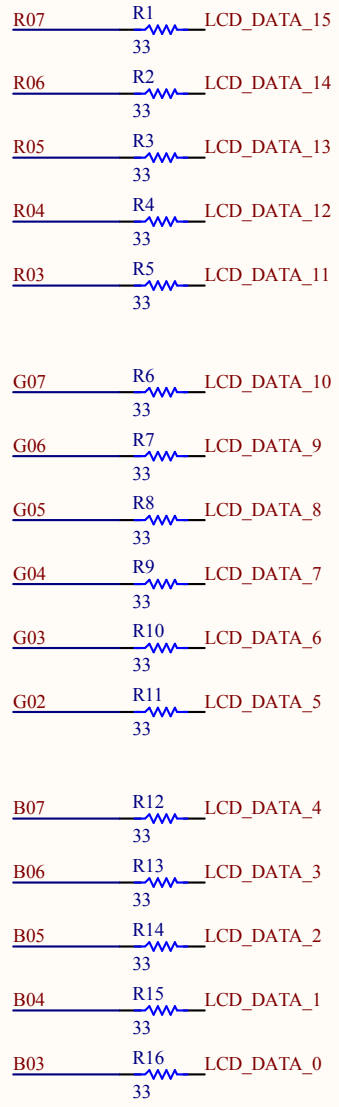 R07 R1 LCD_DATA_15
33
R06 R2 LCD_DATA_14
33
R05 R3 LCD_DATA_13
33
R04 R4 LCD_DATA_12
33
R03 R5 LCD_DATA_11
33
G07 R6 LCD_DATA_10
33
G06 R7 LCD_DATA_9
33
G05 R8 LCD_DATA_8
33
G04 R9 LCD_DATA_7
33
G03 R10 LCD_DATA_6
33
G02 R11 LCD_DATA_5
33
B07 R12 LCD_DATA_4
33
B06 R13 LCD_DATA_3
33
B05 R14 LCD_DATA_2
33
B04 R15 LCD_DATA_1
33
B03 R16 LCD_DATA_0
33